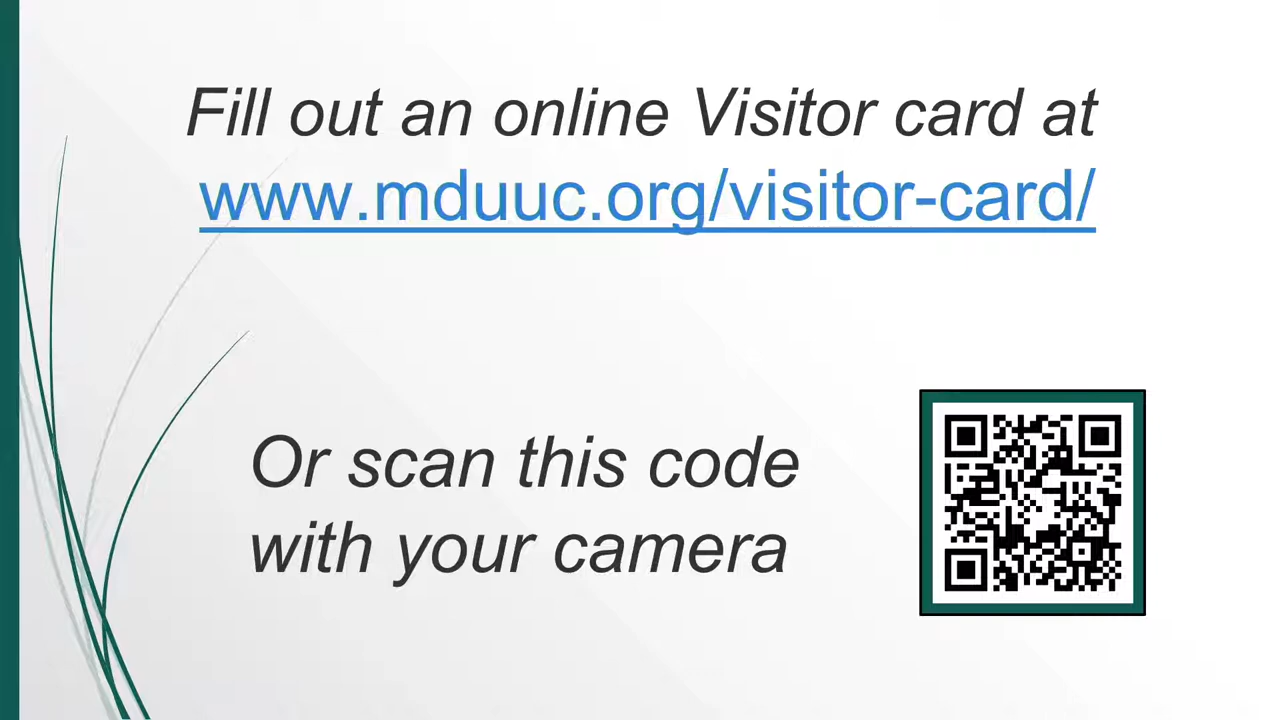 Fill out an online Visitor card at
www.mduuc.org/visitor-card/
Or scan this code
with your camera